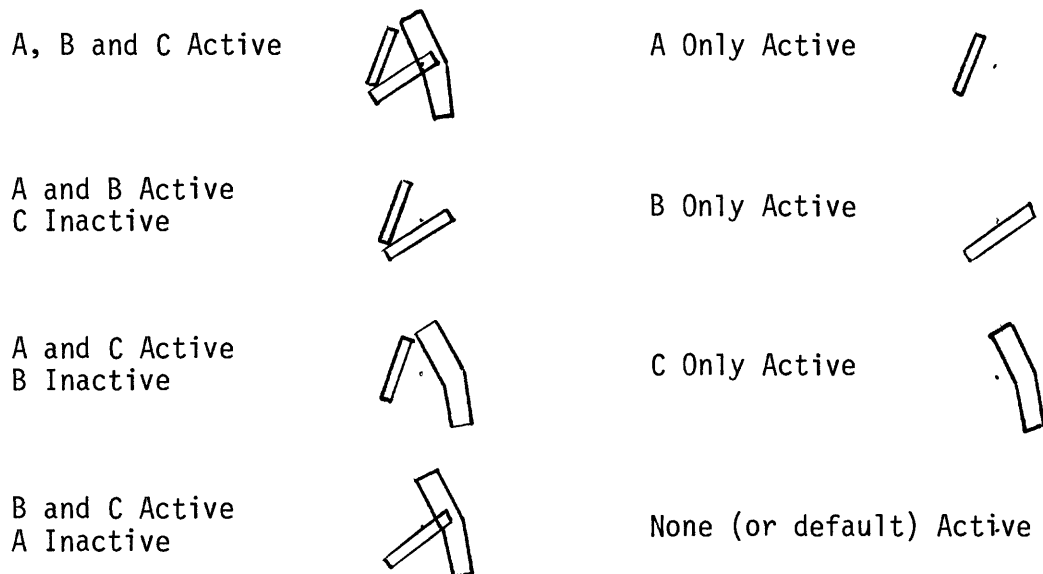 A, B and C Active
A and B Active
C Inactive
A and C Active
B Inactive
B and C Active
A Inactive
A Only Active
B Only Active
C Only Active
None (or default) Active